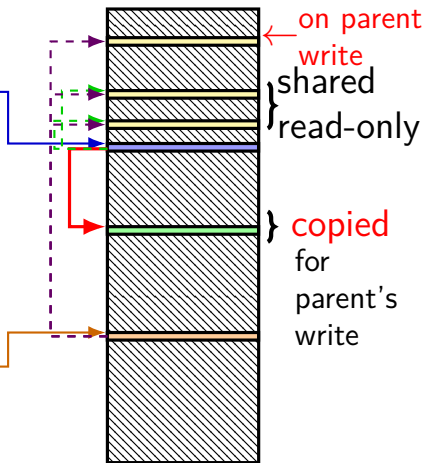 on parent
write
shared
read-only
copied
for
parent's
write